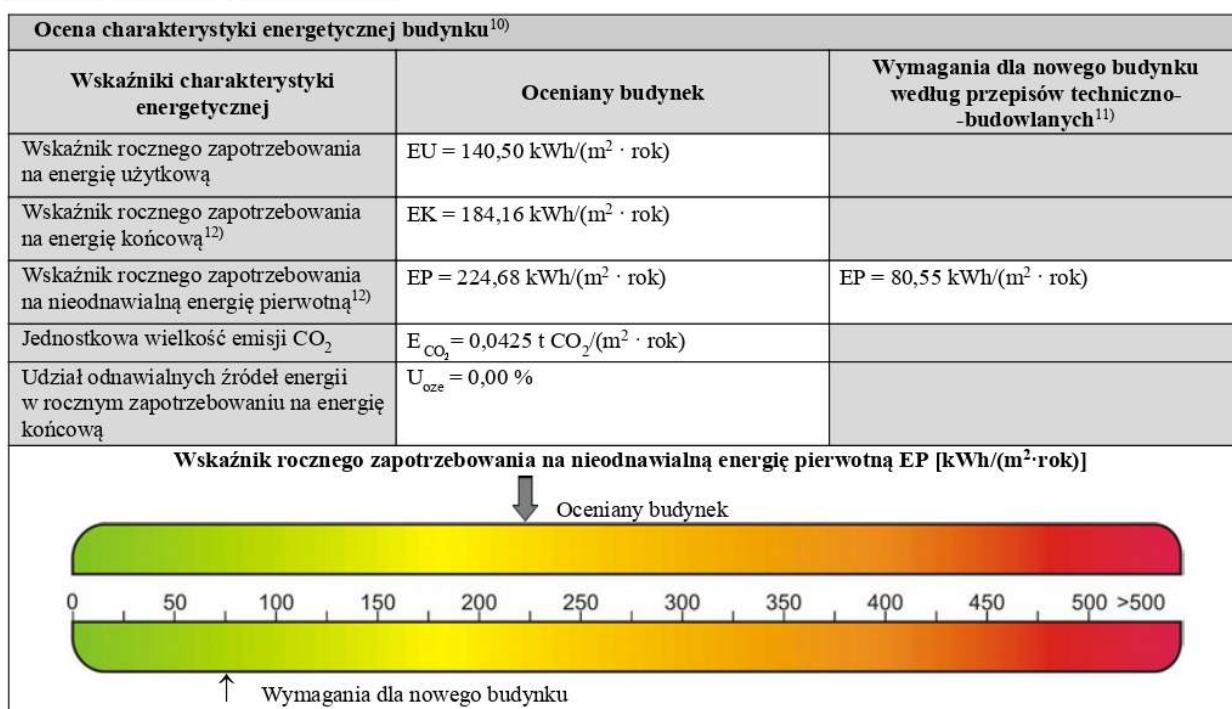 Ocena charakterystyki energetycznej budynku¹⁰⁾
Wskaźniki charakterystyki
energetycznej
Oceniany budynek
Wymagania dla nowego budynku
według przepisów techniczno-
-budowlanych¹¹⁾
Wskaźnik rocznego zapotrzebowania
na energię użytkową
EU = 140,50 kWh/(m² · rok)
Wskaźnik rocznego zapotrzebowania
na energię końcową¹²⁾
EK = 184,16 kWh/(m² · rok)
Wskaźnik rocznego zapotrzebowania
na nieodnawialną energię pierwotną¹²⁾
EP = 224,68 kWh/(m² · rok)
EP = 80,55 kWh/(m² · rok)
Jednostkowa wielkość emisji CO₂
E CO₂ = 0,0425 t CO₂/(m² · rok)
Udział odnawialnych źródeł energii
w rocznym zapotrzebowaniu na energię
końcową
Uoze = 0,00 %
Wskaźnik rocznego zapotrzebowania na nieodnawialną energię pierwotną EP [kWh/(m²·rok)]
Oceniany budynek
0 50 100 150 200 250 300 350 400 450 500 >500
Wymagania dla nowego budynku